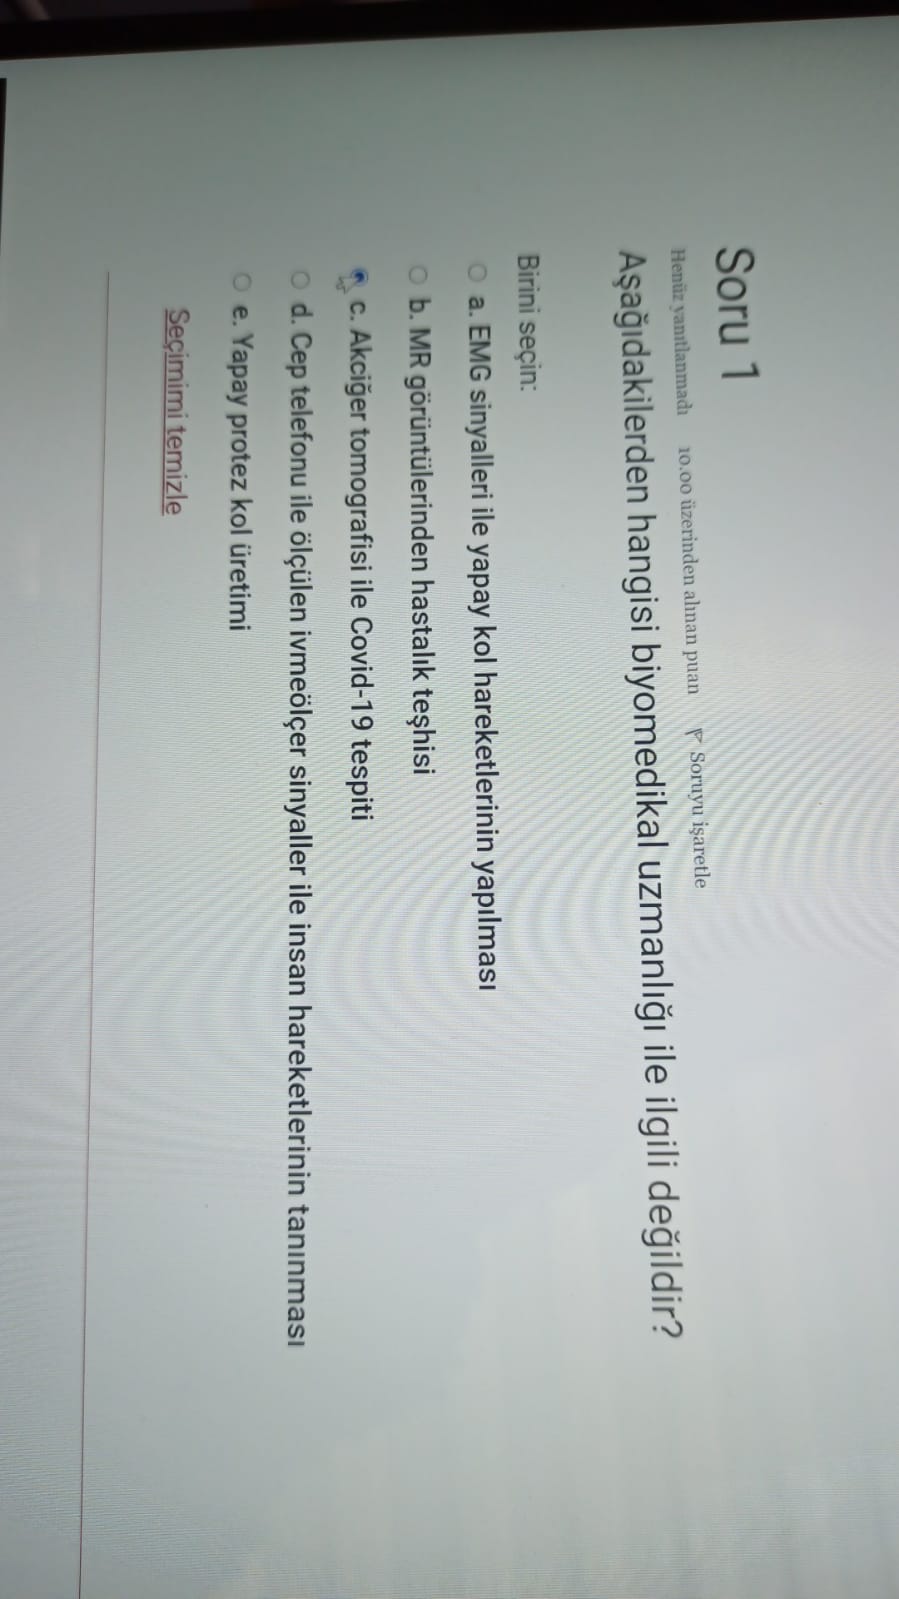 Soru 1
Henüz yanıtlanmadı 10.00 üzerinden alınan puan Soruyu işaretle
Aşağıdakilerden hangisi biyomedikal uzmanlığı ile ilgili değildir?
Birini seçin:
a. EMG sinyalleri ile yapay kol hareketlerinin yapılması
b. MR görüntülerinden hastalık teşhisi
c. Akciğer tomografisi ile Covid-19 tespiti
d. Cep telefonu ile ölçülen ivmeölçer sinyaller ile insan hareketlerinin tanınması
e. Yapay protez kol üretimi
Seçimimi temizle